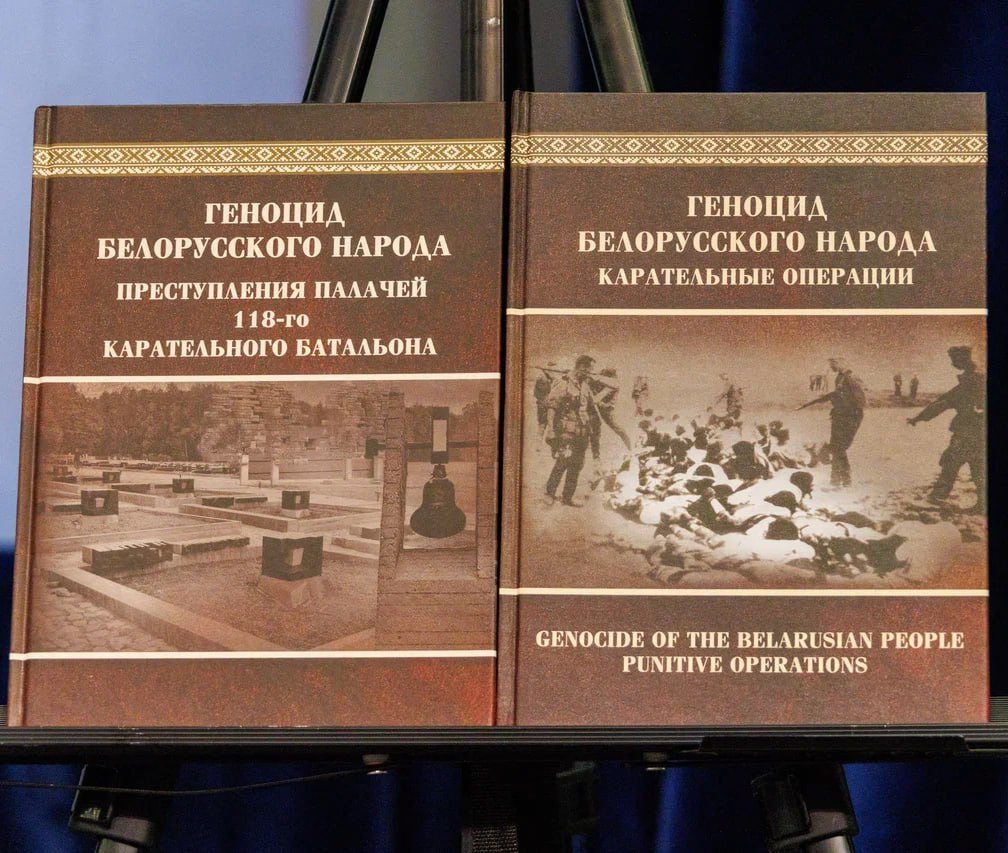 ГЕНОЦИД
БЕЛОРУССКОГО НАРОДА
ПРЕСТУПЛЕНИЯ ПАЛАЧЕЙ
118-го
КАРАТЕЛЬНОГО БАТАЛЬОНА
ГЕНОЦИД
БЕЛОРУССКОГО НАРОДА
КАРАТЕЛЬНЫЕ ОПЕРАЦИИ
GENOCIDE OF THE BELARUSIAN PEOPLE
PUNITIVE OPERATIONS